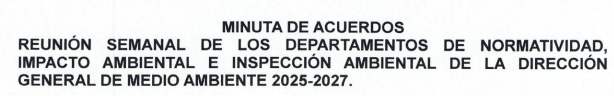 MINUTA DE ACUERDOS
REUNIÓN SEMANAL DE LOS DEPARTAMENTOS DE NORMATIVIDAD,
IMPACTO AMBIENTAL E INSPECCIÓN AMBIENTAL DE LA DIRECCIÓN
GENERAL DE MEDIO AMBIENTE 2025-2027.